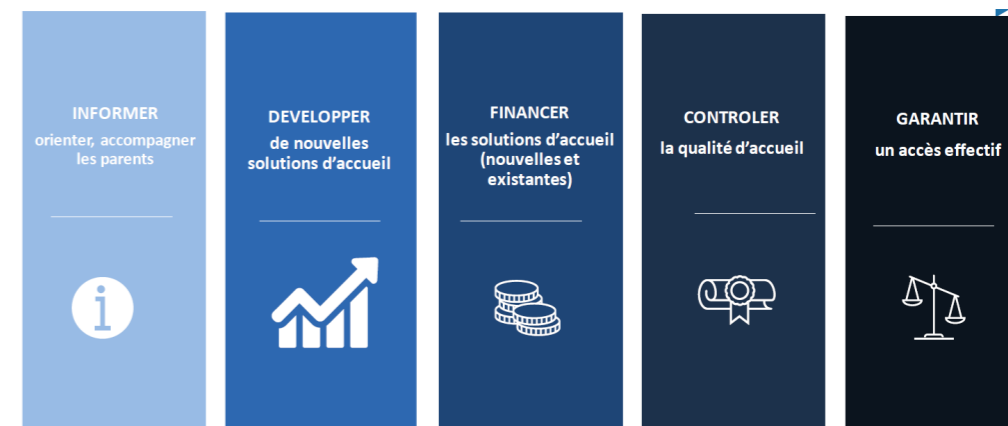 INFORMER
orienter, accompagner
les parents
DEVELOPPER
de nouvelles
solutions d'accueil
FINANCER
les solutions d'accueil
(nouvelles et
existantes)
CONTROLER
la qualité d'accueil
GARANTIR
un accès effectif